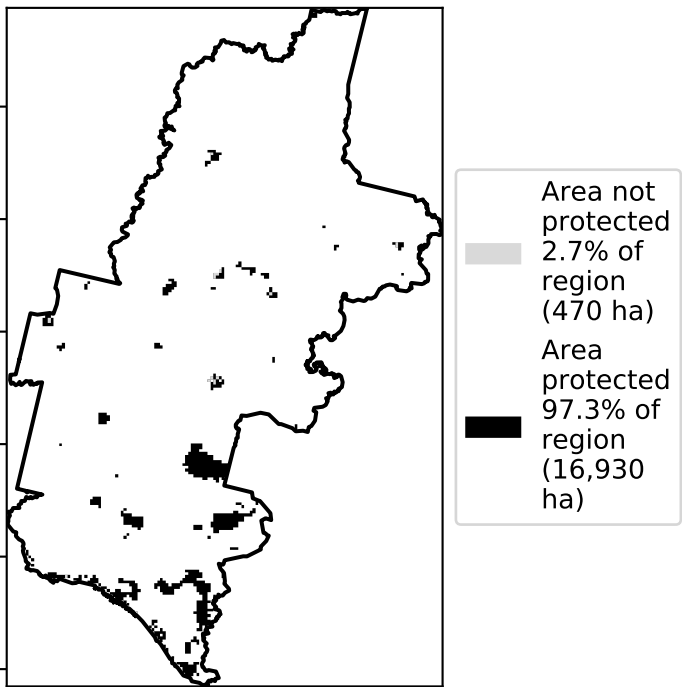 Area not
protected
2.7% of
region
(470 ha)
Area
protected
97.3% of
region
(16,930
ha)